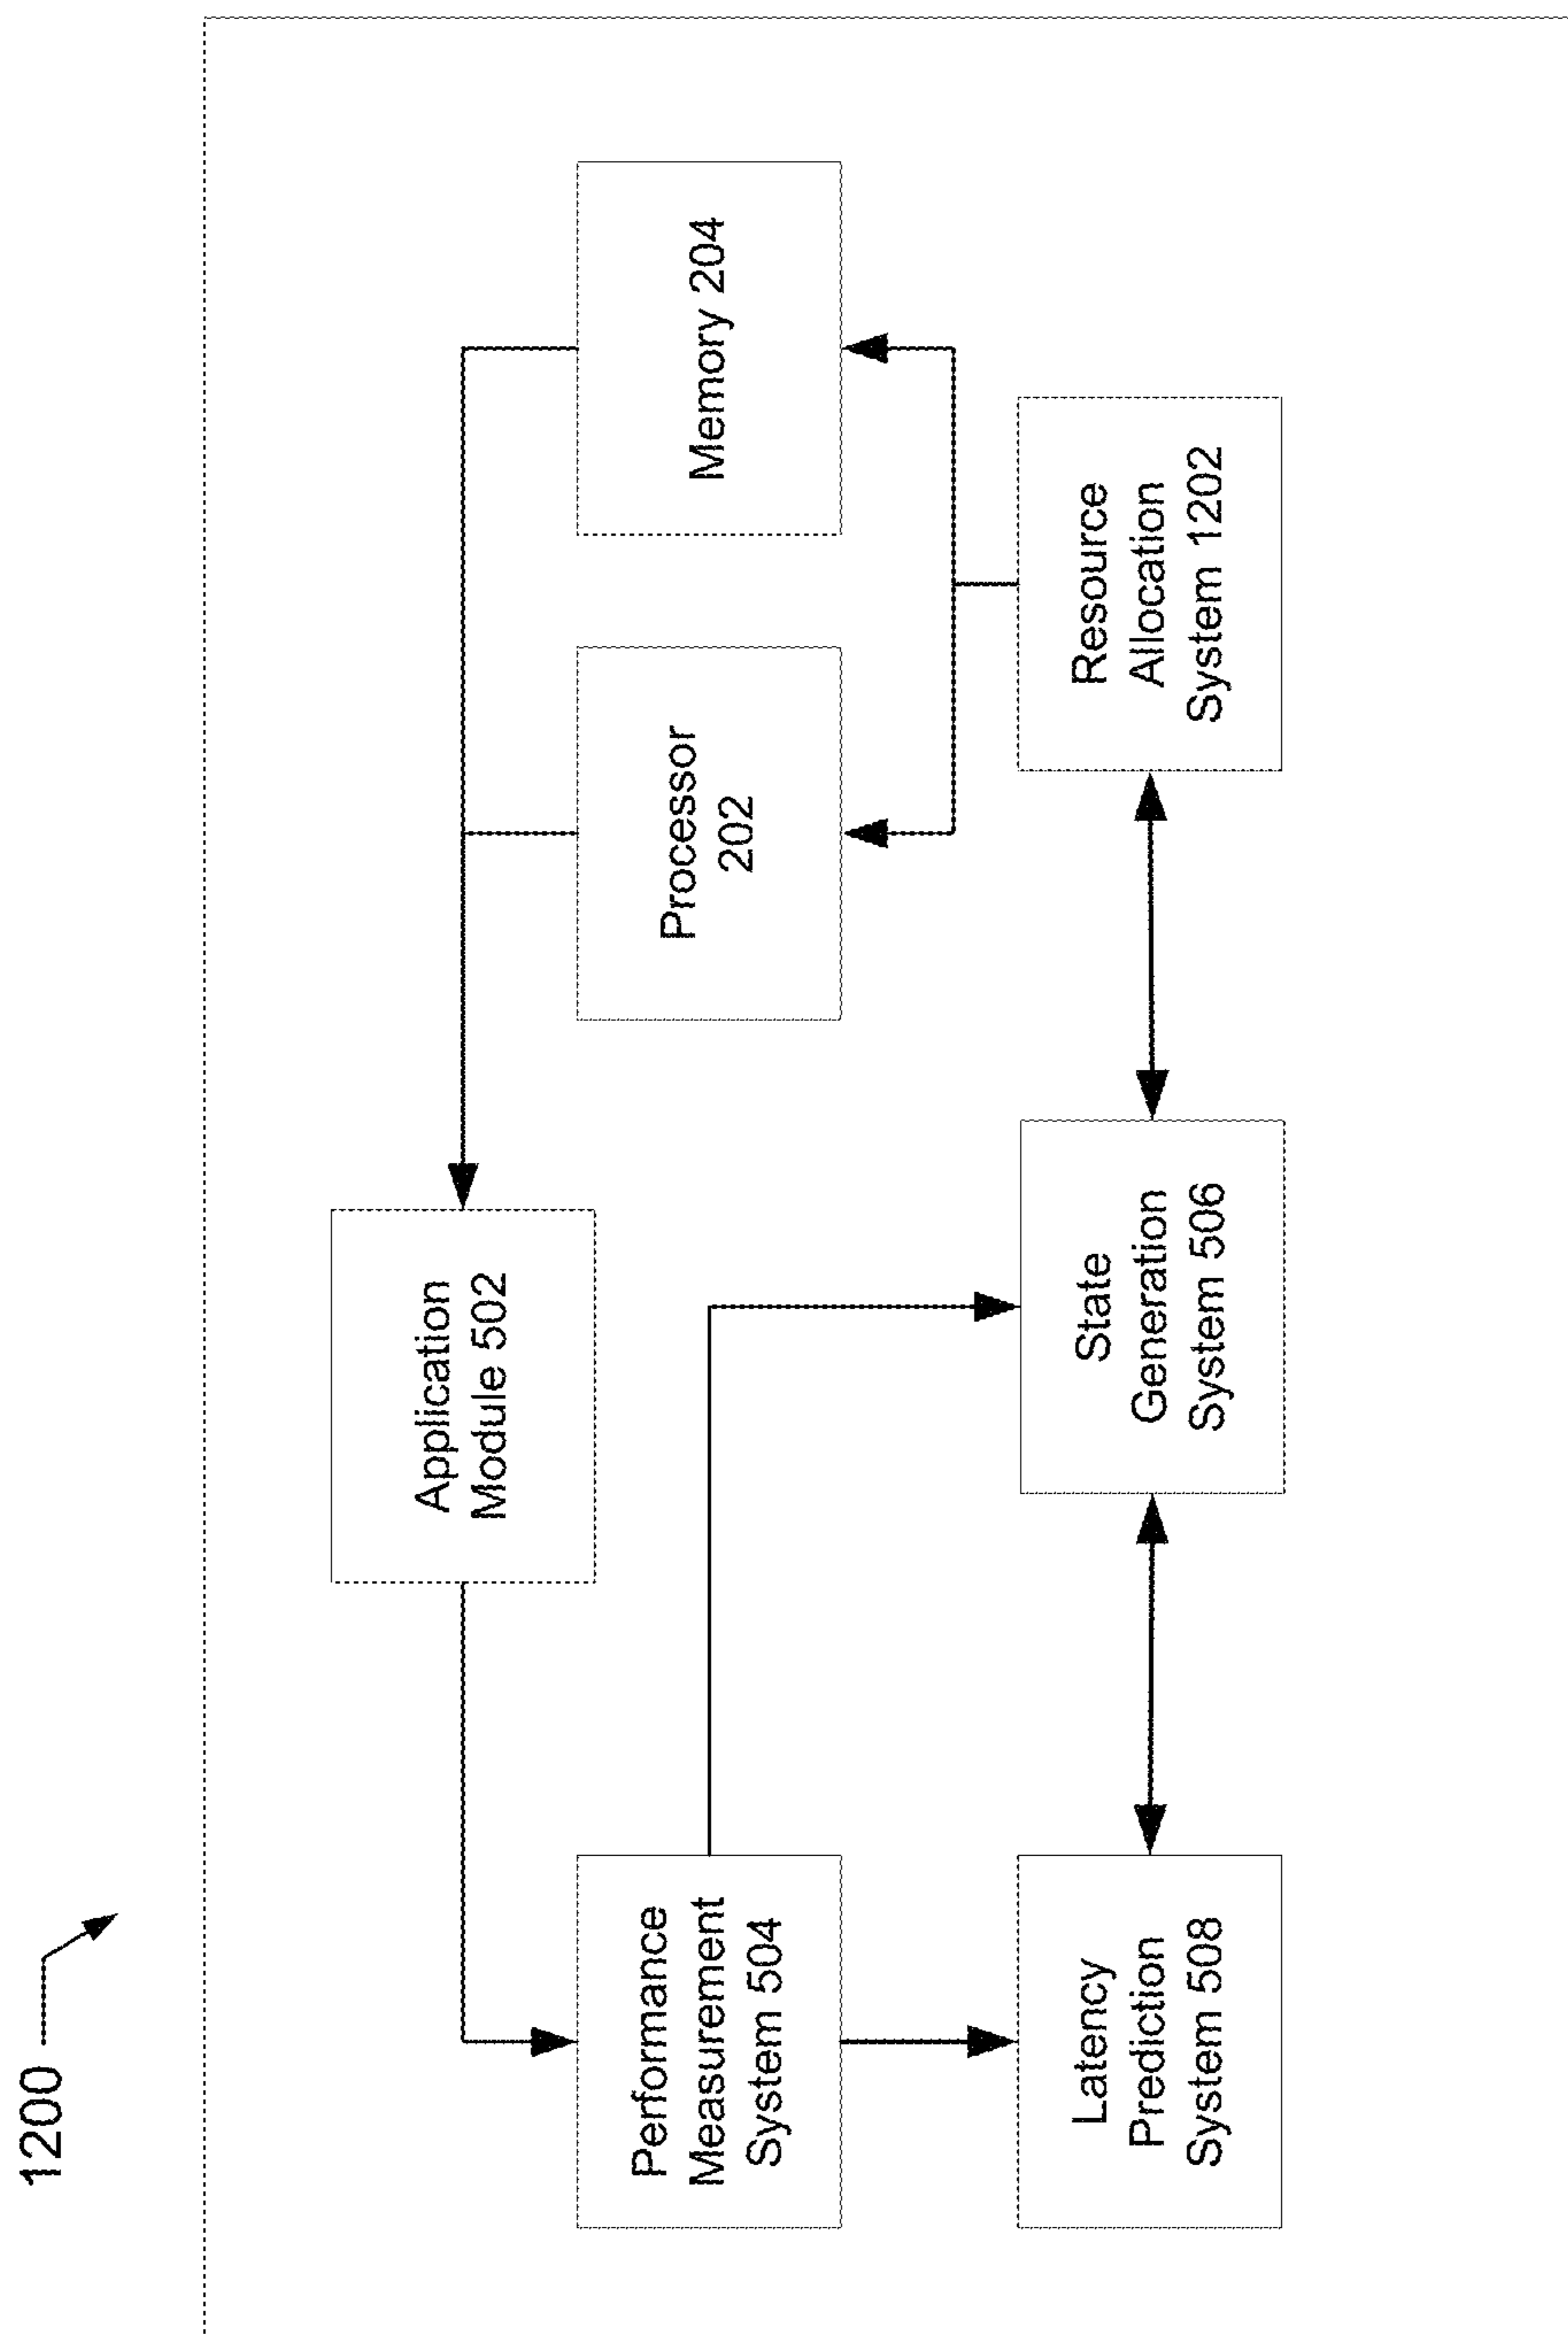 1200
Application
Module 502
Performance
Measurement
System 504
Processor
202
Memory 204
Latency
Prediction
System 508
State
Generation
System 506
Resource
Allocation
System 1202